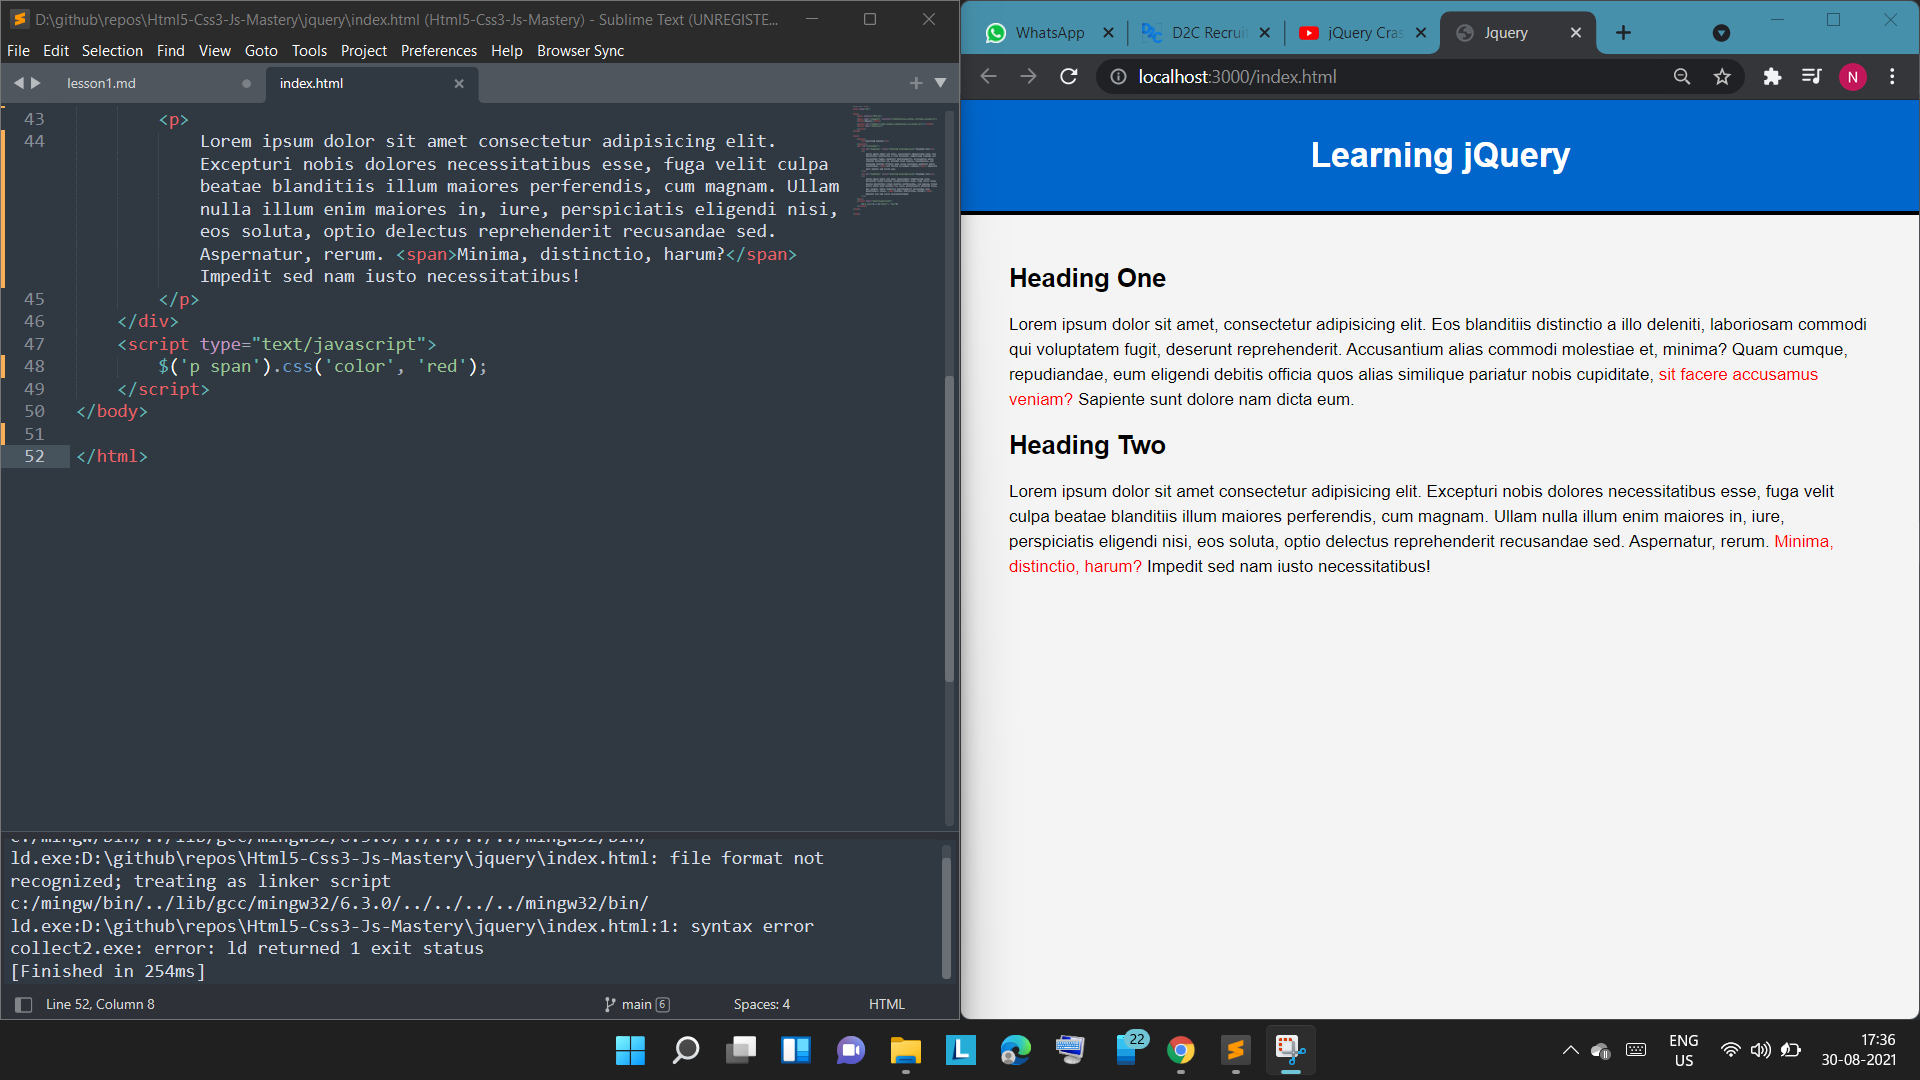 D:\github\repos\Html5-Css3-Js-Mastery\jquery\index.html (Html5-Css3-Js-Mastery) - Sublime Text (UNREGISTE...
File Edit Selection Find View Goto Tools Project Preferences Help Browser Sync
lesson1.md index.html
43 <p>
44 Lorem ipsum dolor sit amet consectetur adipisicing elit.
Excepturi nobis dolores necessitatibus esse, fuga velit culpa
beatae blanditiis illum maiores perferendis, cum magnam. Ullam
nulla illum enim maiores in, iure, perspiciatis eligendi nisi,
eos soluta, optio delectus reprehenderit recusandae sed.
Aspernatur, rerum. <span>Minima, distinctio, harum?</span>
Impedit sed nam iusto necessitatibus!
45 </p>
46 </div>
47 <script type="text/javascript">
48 $('p span').css('color', 'red');
49 </script>
50 </body>
51
52 </html>
c:/mingw/bin/../lib/gcc/mingw32/6.3.0/../../../../mingw32/bin/
ld.exe:D:\github\repos\Html5-Css3-Js-Mastery\jquery\index.html: file format not
recognized; treating as linker script
c:/mingw/bin/../lib/gcc/mingw32/6.3.0/../../../../mingw32/bin/
ld.exe:D:\github\repos\Html5-Css3-Js-Mastery\jquery\index.html:1: syntax error
collect2.exe: error: ld returned 1 exit status
[Finished in 254ms]
Line 52, Column 8 main 6 Spaces: 4 HTML
WhatsApp D2C Recruit jQuery Cras Jquery
localhost:3000/index.html N
Learning jQuery
Heading One
Lorem ipsum dolor sit amet, consectetur adipisicing elit. Eos blanditiis distinctio a illo deleniti, laboriosam commodi
qui voluptatem fugit, deserunt reprehenderit. Accusantium alias commodi molestiae et, minima? Quam cumque,
repudiandae, eum eligendi debitis officia quos alias similique pariatur nobis cupiditate, sit facere accusamus
veniam? Sapiente sunt dolore nam dicta eum.
Heading Two
Lorem ipsum dolor sit amet consectetur adipisicing elit. Excepturi nobis dolores necessitatibus esse, fuga velit
culpa beatae blanditiis illum maiores perferendis, cum magnam. Ullam nulla illum enim maiores in, iure,
perspiciatis eligendi nisi, eos soluta, optio delectus reprehenderit recusandae sed. Aspernatur, rerum. Minima,
distinctio, harum? Impedit sed nam iusto necessitatibus!
22
ENG
US
17:36
30-08-2021